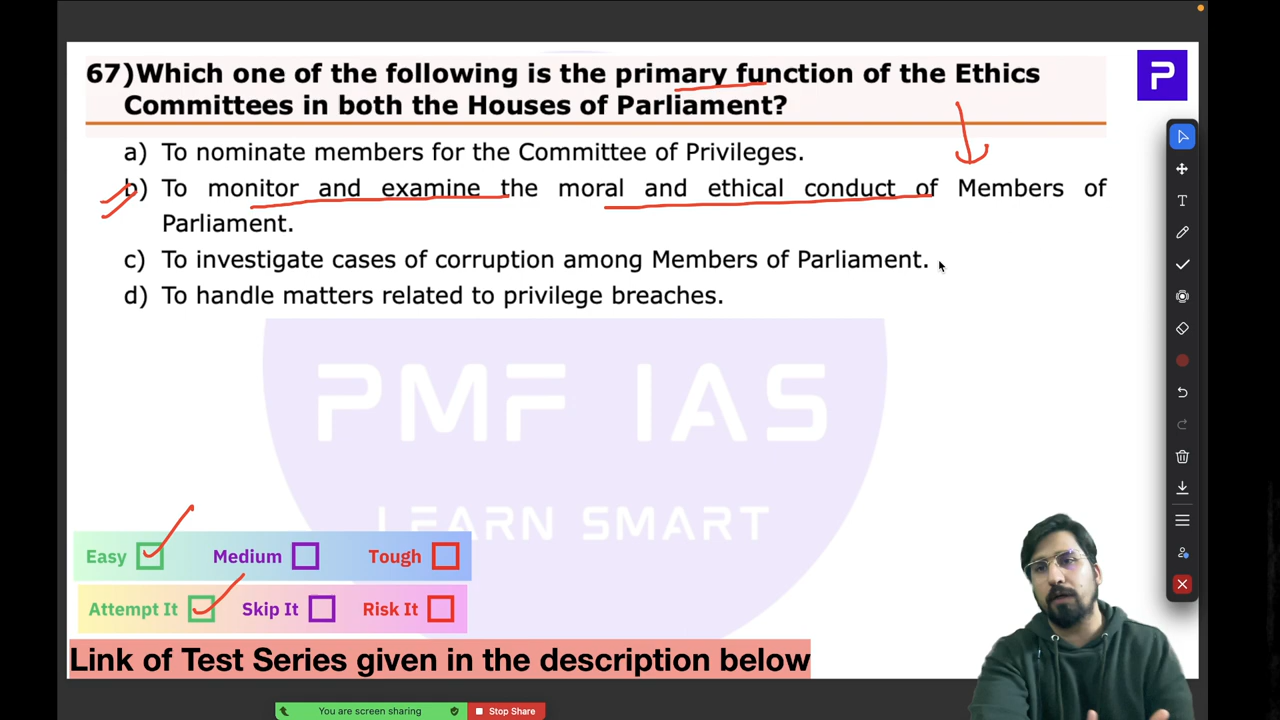 67)Which one of the following is the primary function of the Ethics
Committees in both the Houses of Parliament?
P
a) To nominate members for the Committee of Privileges.
b) To monitor and examine the moral and ethical conduct of Members of
Parliament.
c) To investigate cases of corruption among Members of Parliament.
d) To handle matters related to privilege breaches.
PMF IAS
LEARN SMART
Easy Medium Tough
Attempt It Skip It Risk It
Link of Test Series given in the description below
You are screen sharing Stop Share